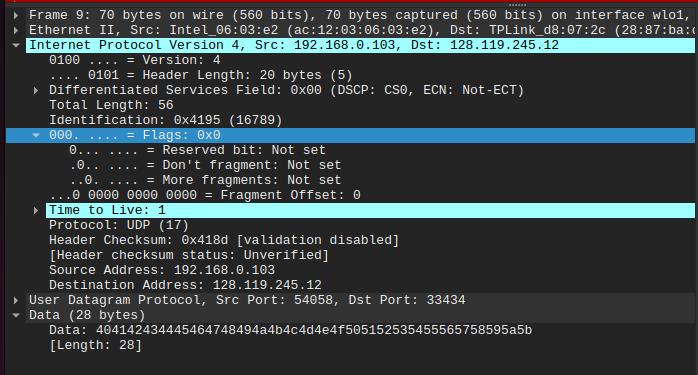 Frame 9: 70 bytes on wire (560 bits), 70 bytes captured (560 bits) on interface wlo1,
Ethernet II, Src: Intel_06:03:e2 (ac:12:03:06:03:e2), Dst: TPLink_d8:07:2c (28:87:ba:d
Internet Protocol Version 4, Src: 192.168.0.103, Dst: 128.119.245.12
0100 .... = Version: 4
.... 0101 = Header Length: 20 bytes (5)
Differentiated Services Field: 0x00 (DSCP: CS0, ECN: Not-ECT)
Total Length: 56
Identification: 0x4195 (16789)
000. .... = Flags: 0x0
0... .... = Reserved bit: Not set
.0.. .... = Don't fragment: Not set
..0. .... = More fragments: Not set
...0 0000 0000 0000 = Fragment Offset: 0
Time to Live: 1
Protocol: UDP (17)
Header Checksum: 0x418d [validation disabled]
[Header checksum status: Unverified]
Source Address: 192.168.0.103
Destination Address: 128.119.245.12
User Datagram Protocol, Src Port: 54058, Dst Port: 33434
Data (28 bytes)
Data: 404142434445464748494a4b4c4d4e4f505152535455565758595a5b
[Length: 28]